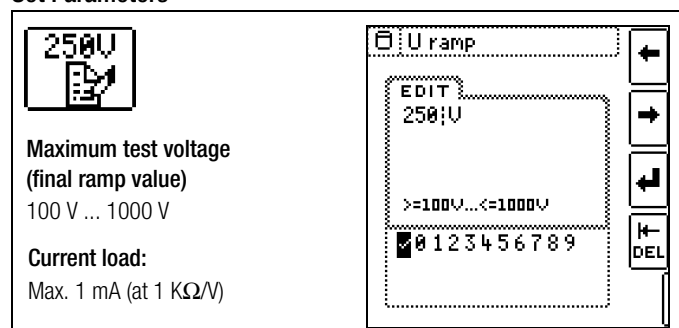 Set Parameters
250V
Maximum test voltage
(final ramp value)
100 V ... 1000 V
Current load:
Max. 1 mA (at 1 KΩ/V)
U ramp
EDIT
250¦V
>=100V...<=1000V
0123456789
DEL